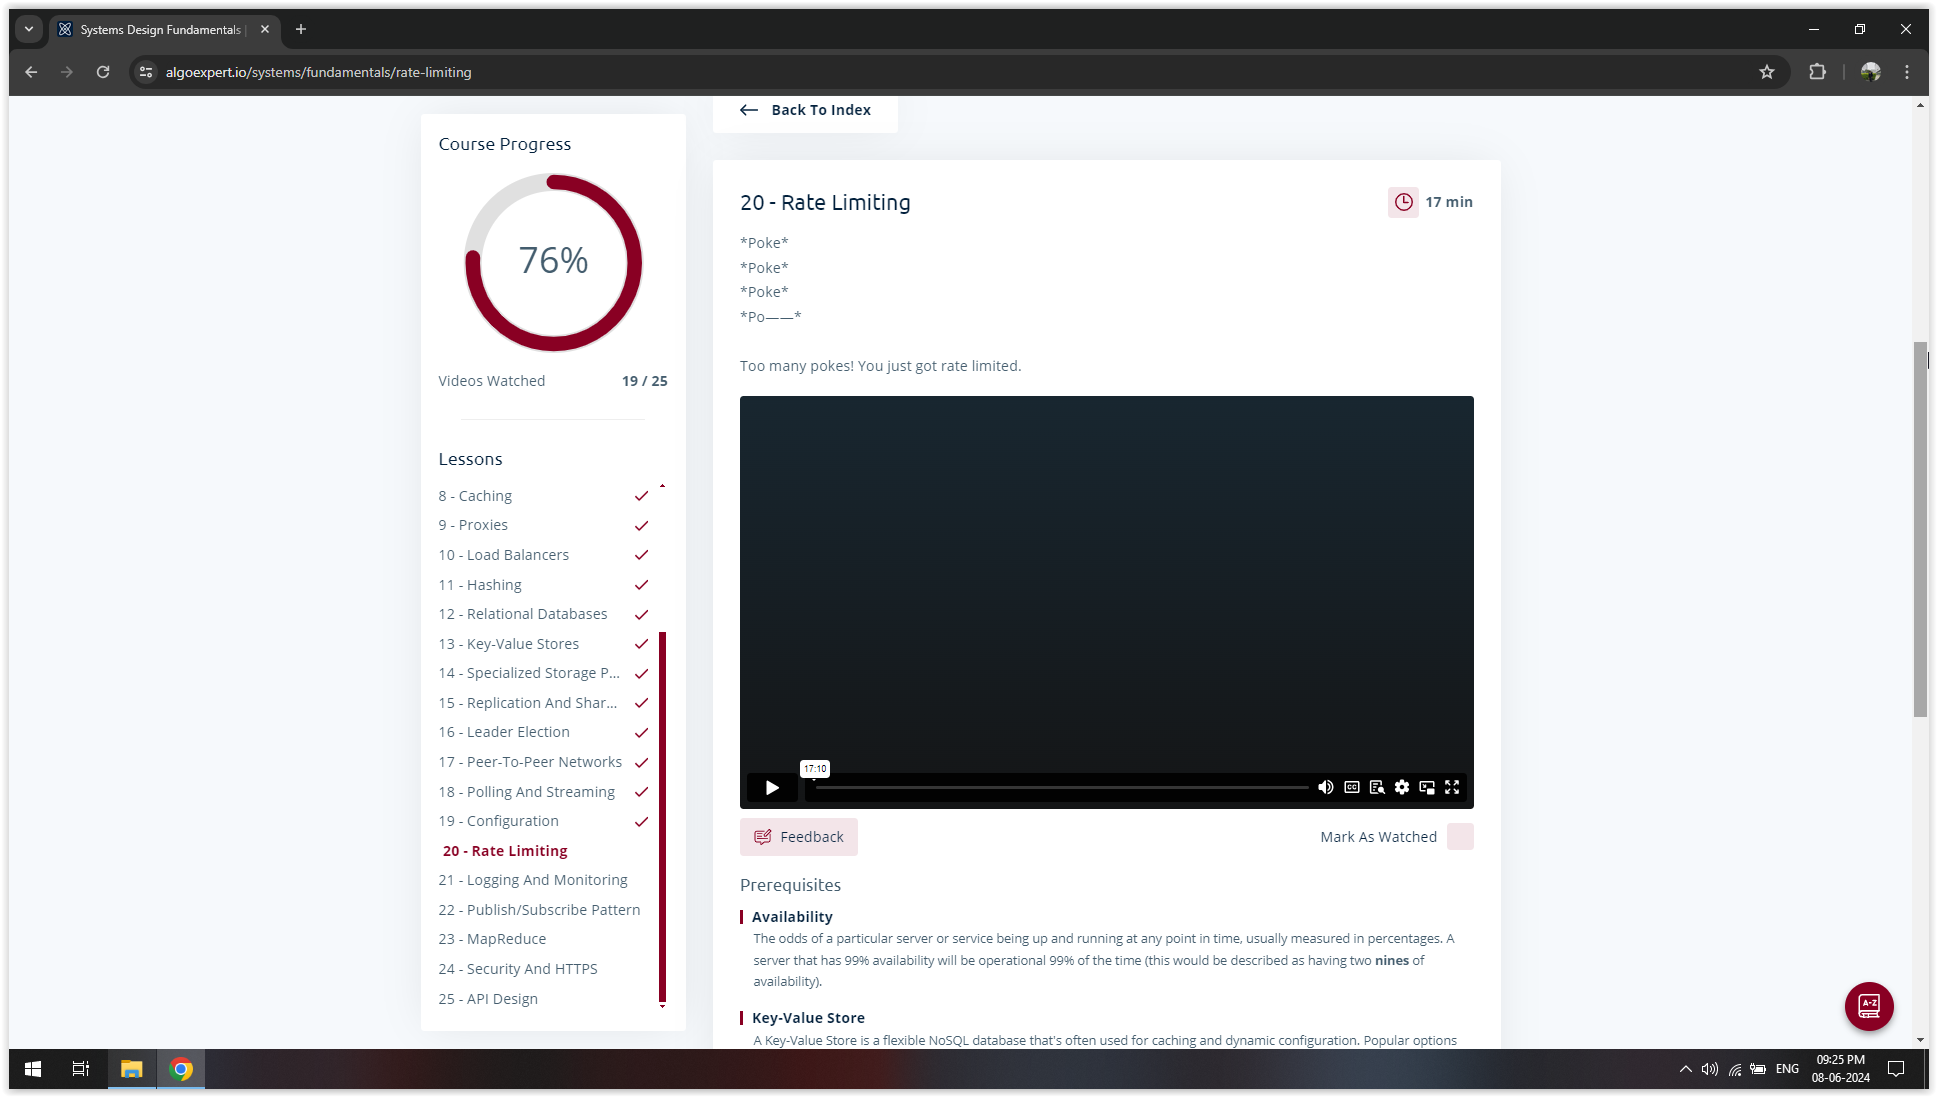 Systems Design Fundamentals |
algoexpert.io/systems/fundamentals/rate-limiting
Back To Index
Course Progress
76%
Videos Watched 19 / 25
Lessons
8 - Caching
9 - Proxies
10 - Load Balancers
11 - Hashing
12 - Relational Databases
13 - Key-Value Stores
14 - Specialized Storage P...
15 - Replication And Shar...
16 - Leader Election
17 - Peer-To-Peer Networks
18 - Polling And Streaming
19 - Configuration
20 - Rate Limiting
21 - Logging And Monitoring
22 - Publish/Subscribe Pattern
23 - MapReduce
24 - Security And HTTPS
25 - API Design
20 - Rate Limiting
17 min
*Poke*
*Poke*
*Poke*
*Po——*
Too many pokes! You just got rate limited.
17:10
CC
Feedback
Mark As Watched
Prerequisites
Availability
The odds of a particular server or service being up and running at any point in time, usually measured in percentages. A
server that has 99% availability will be operational 99% of the time (this would be described as having two nines of
availability).
Key-Value Store
A Key-Value Store is a flexible NoSQL database that's often used for caching and dynamic configuration. Popular options
A-Z
ENG
09:25 PM
08-06-2024